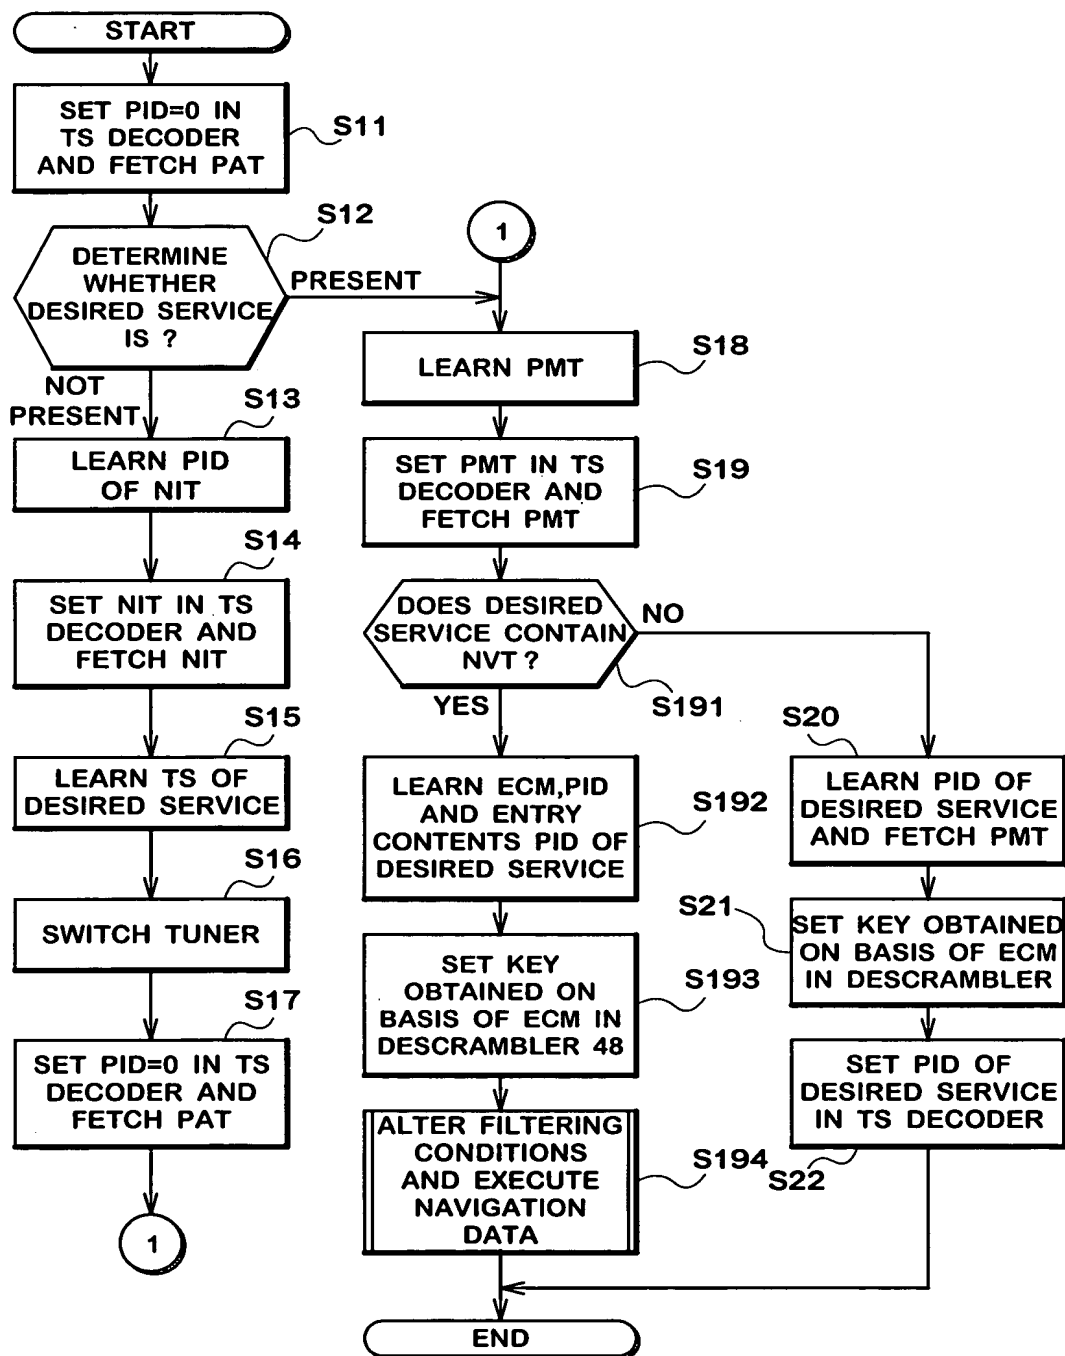 START
SET PID=0 IN
TS DECODER
AND FETCH PAT
S11
DETERMINE
WHETHER
DESIRED SERVICE
IS ?
S12
PRESENT
NOT
PRESENT
S13
LEARN PID
OF NIT
S14
SET NIT IN TS
DECODER AND
FETCH NIT
S15
LEARN TS OF
DESIRED SERVICE
S16
SWITCH TUNER
S17
SET PID=0 IN TS
DECODER AND
FETCH PAT
1
1
LEARN PMT
S18
SET PMT IN TS
DECODER AND
FETCH PMT
S19
DOES DESIRED
SERVICE CONTAIN
NVT ?
NO
S191
YES
LEARN ECM,PID
AND ENTRY
CONTENTS PID OF
DESIRED SERVICE
S192
SET KEY
OBTAINED ON
BASIS OF ECM IN
DESCRAMBLER 48
S193
ALTER FILTERING
CONDITIONS
AND EXECUTE
NAVIGATION
DATA
S194
S20
LEARN PID OF
DESIRED SERVICE
AND FETCH PMT
S21
SET KEY OBTAINED
ON BASIS OF ECM
IN DESCRAMBLER
SET PID OF
DESIRED SERVICE
IN TS DECODER
S22
END